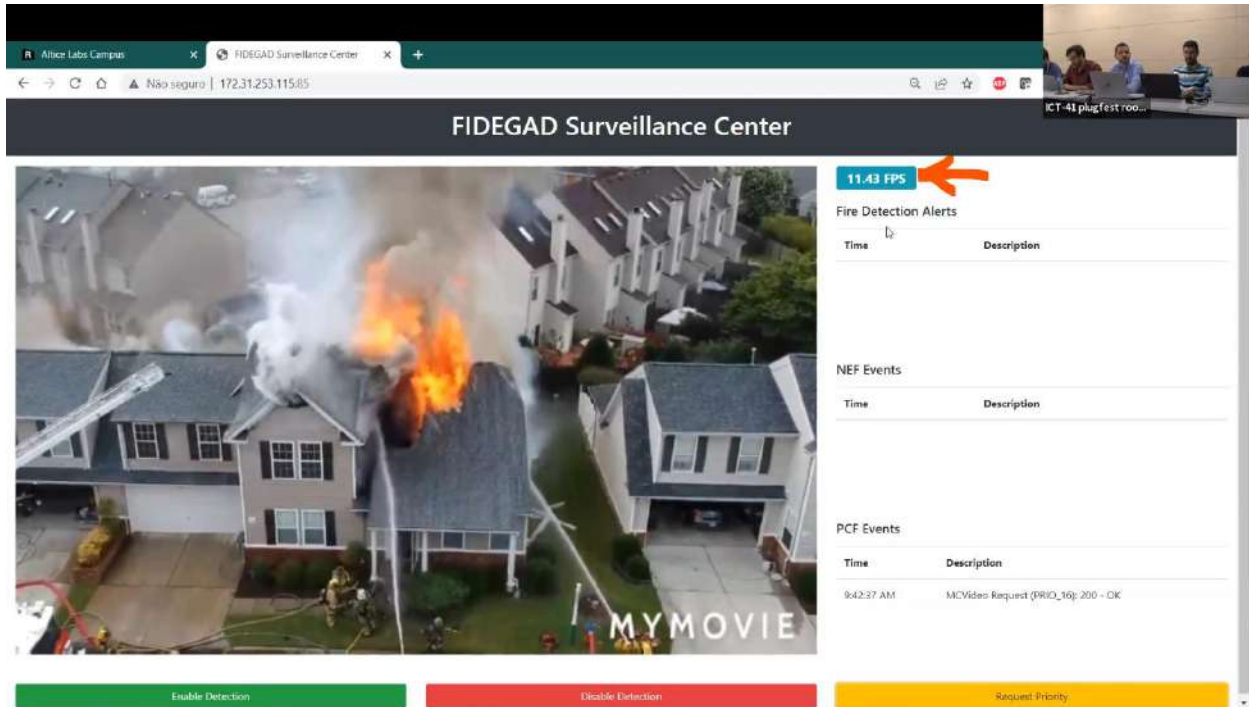 Altice Labs Campus
FIDEGAD Surveillance Center
Não seguro | 172.31.253.115:85
ICT-41 plugfest roo...
FIDEGAD Surveillance Center
11.43 FPS
Fire Detection Alerts
Time Description
NEF Events
Time Description
PCF Events
Time Description
9:42:37 AM MCVideo Request (PRIO_16): 200 - OK
MYMOVIE
Enable Detection
Disable Detection
Request Priority